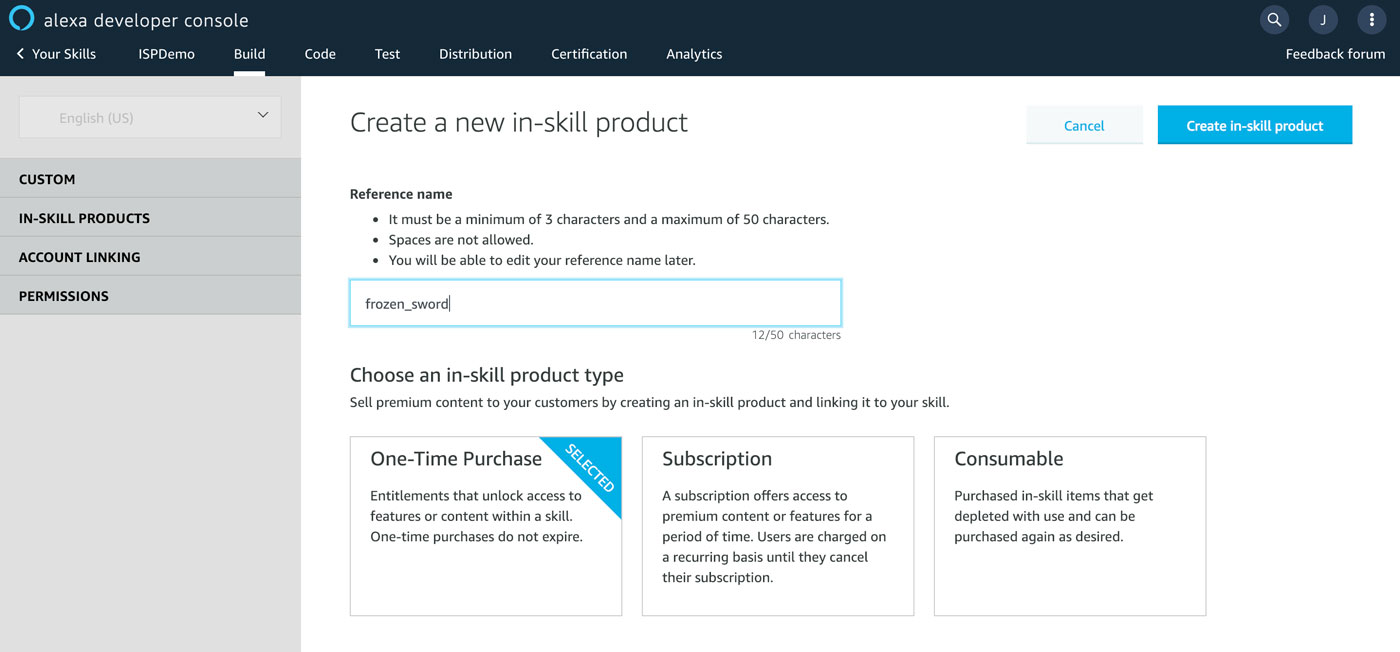 alexa developer console
J
Your Skills
ISPDemo
Build
Code
Test
Distribution
Certification
Analytics
Feedback forum
English (US)
CUSTOM
IN-SKILL PRODUCTS
ACCOUNT LINKING
PERMISSIONS
Create a new in-skill product
Cancel
Create in-skill product
Reference name
• It must be a minimum of 3 characters and a maximum of 50 characters.
• Spaces are not allowed.
• You will be able to edit your reference name later.
frozen_sword
12/50 characters
Choose an in-skill product type
Sell premium content to your customers by creating an in-skill product and linking it to your skill.
One-Time Purchase
SELECTED
Entitlements that unlock access to
features or content within a skill.
One-time purchases do not expire.
Subscription
A subscription offers access to
premium content or features for a
period of time. Users are charged on
a recurring basis until they cancel
their subscription.
Consumable
Purchased in-skill items that get
depleted with use and can be
purchased again as desired.